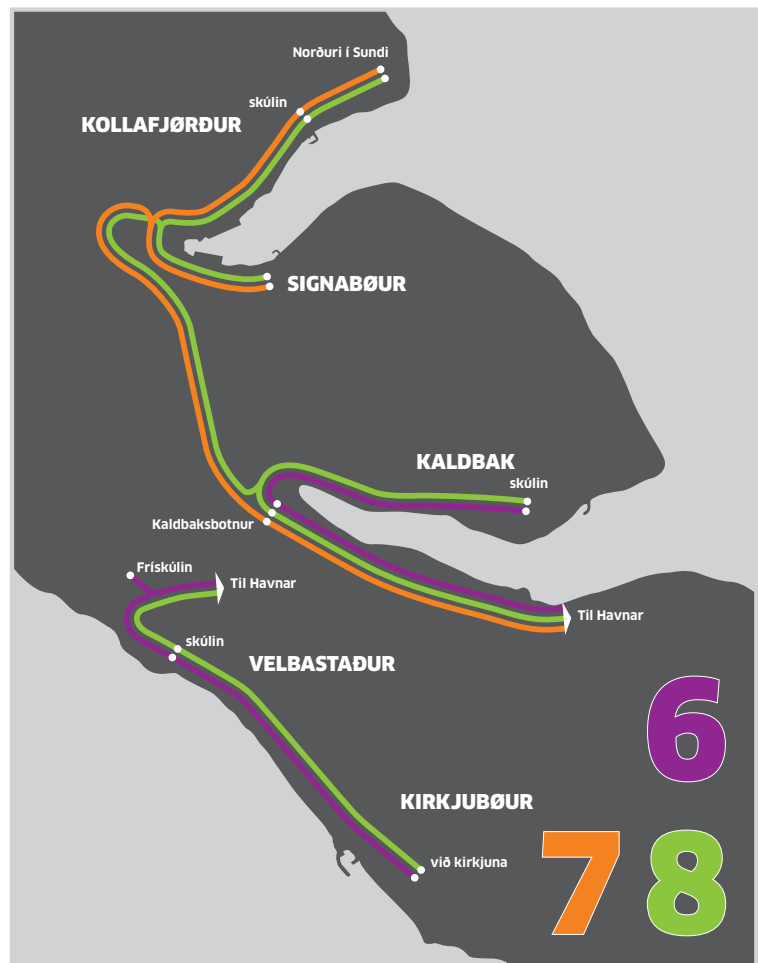 Norðuri í Sundi
skúlin
KOLLAFJØRÐUR
SIGNABØUR
KALDBAK
skúlin
Kaldbaksbotnur
Frískúlin
Til Havnar
Til Havnar
skúlin
VELBASTAÐUR
6
KIRKJUBØUR
7 8
við kirkjuna